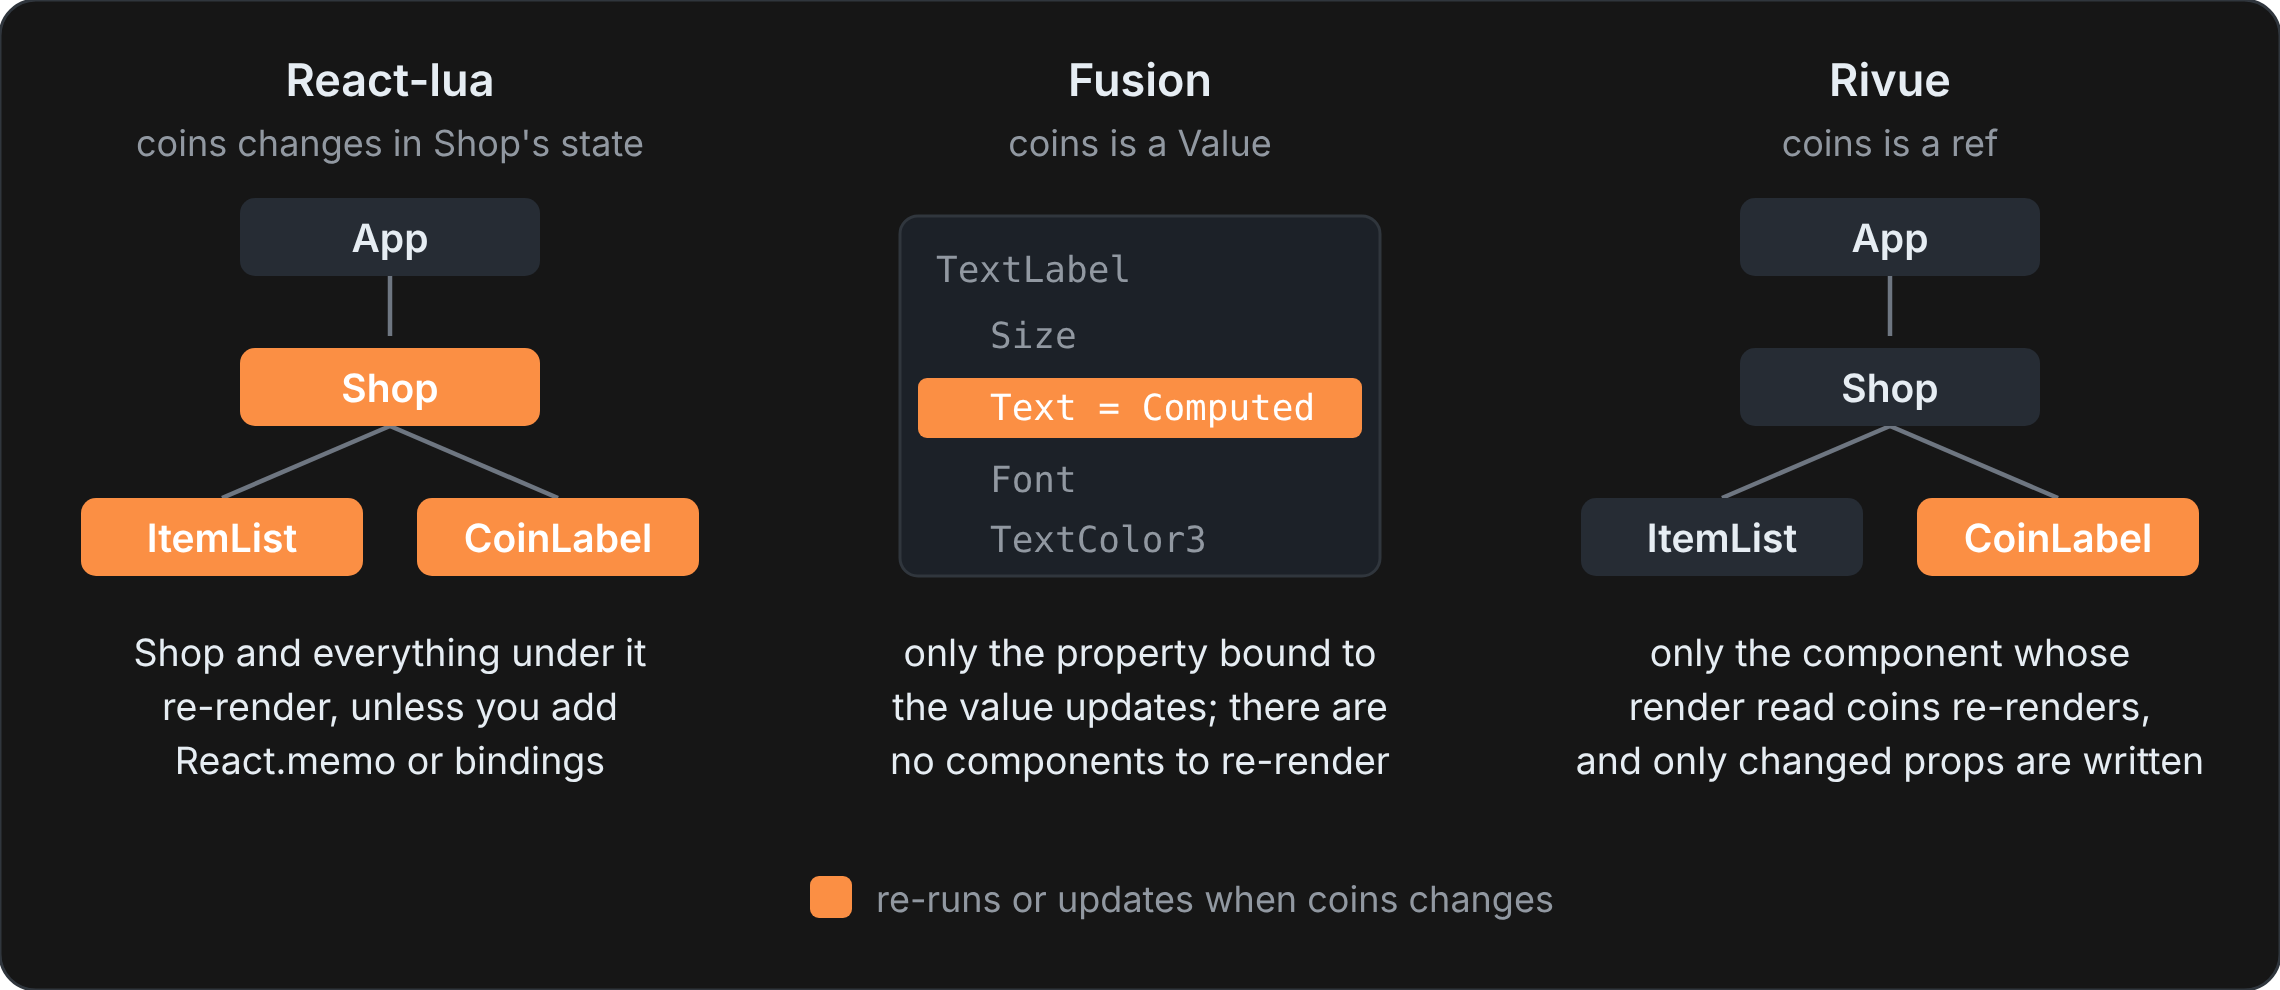 React-lua
coins changes in Shop's state
App
Shop
ItemList
CoinLabel
Shop and everything under it
re-render, unless you add
React.memo or bindings
Fusion
coins is a Value
TextLabel
Size
Text = Computed
Font
TextColor3
only the property bound to
the value updates; there are
no components to re-render
Rivue
coins is a ref
App
Shop
ItemList
CoinLabel
only the component whose
render read coins re-renders,
and only changed props are written
re-runs or updates when coins changes